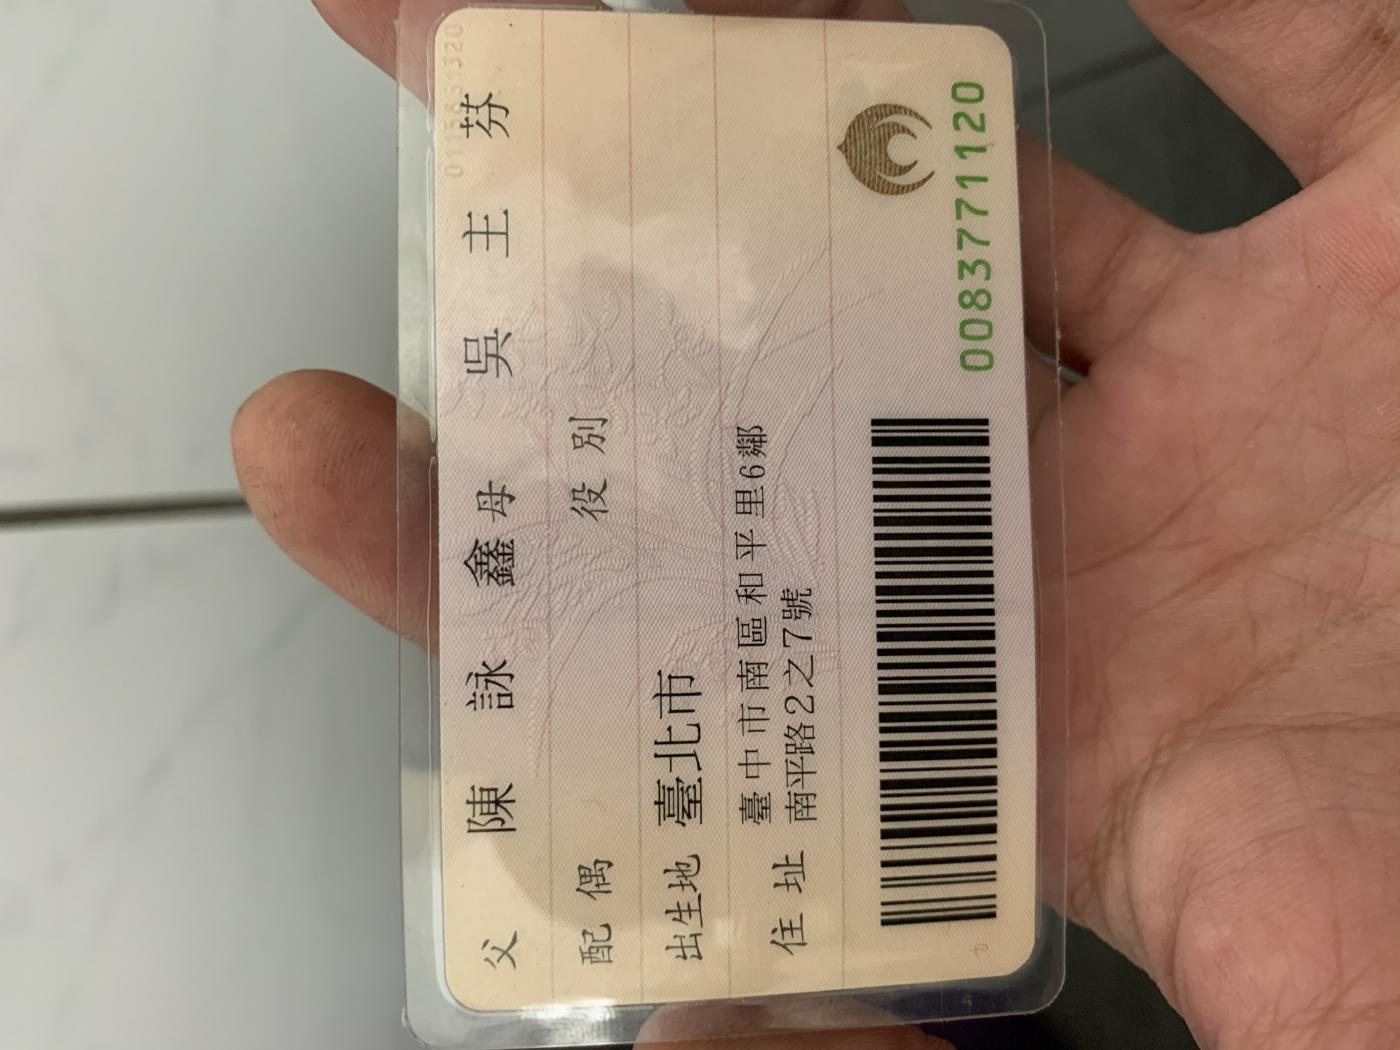 父 陳詠鑫 母 吳主芬
配偶 役別
出生地 臺北市
住址 臺中市南區和平里6鄰
南平路2之7號
0083771120